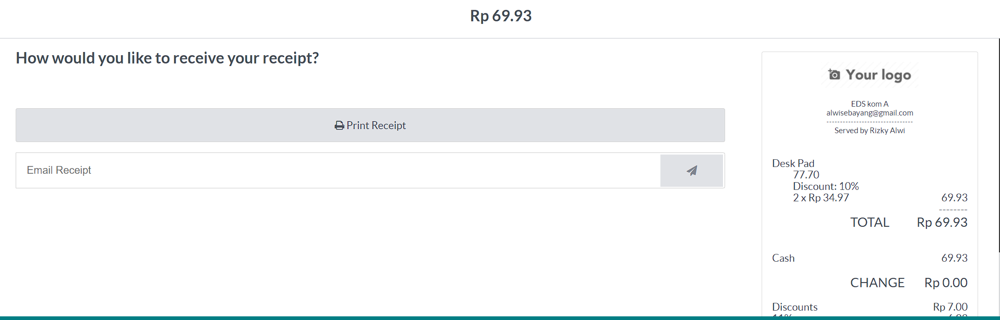 Rp 69.93
How would you like to receive your receipt?
Print Receipt
Email Receipt
Your logo
EDS kom A
alwisebayang@gmail.com
--------------------------------
Served by Rizky Alwi
Desk Pad
77.70
Discount: 10%
2 x Rp 34.97 69.93
--------
TOTAL Rp 69.93
Cash 69.93
CHANGE Rp 0.00
Discounts Rp 7.00